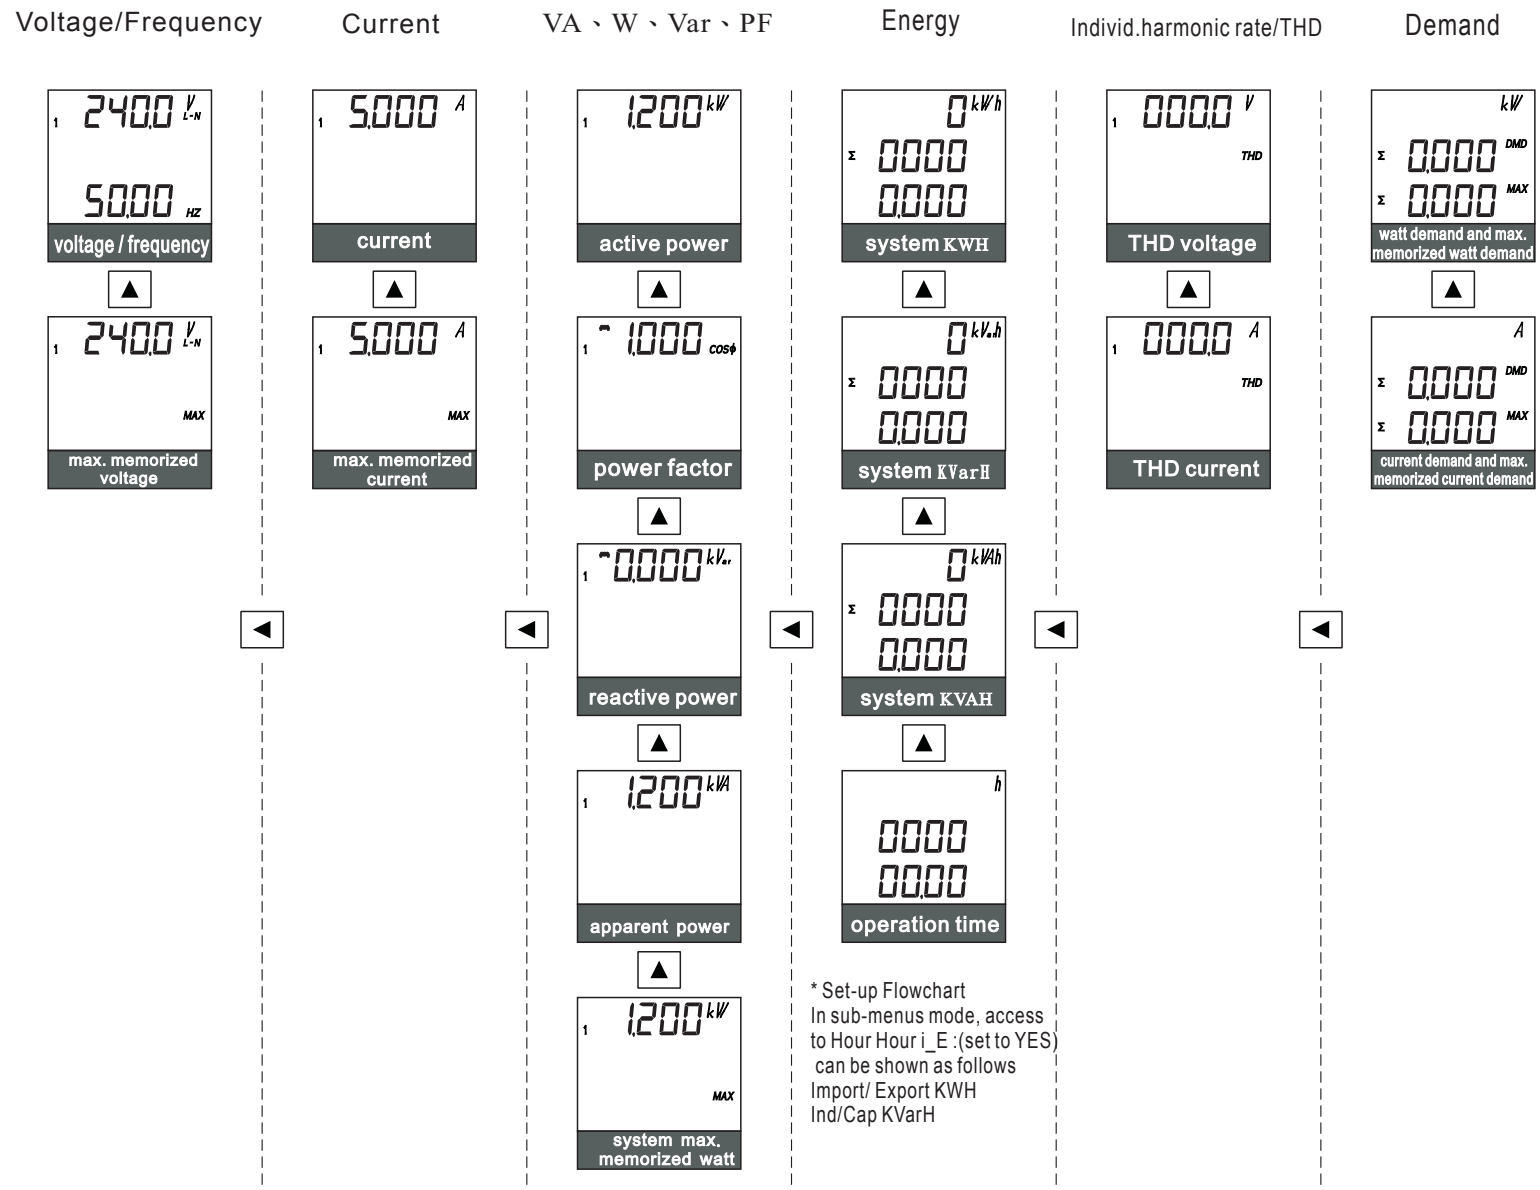 Voltage/Frequency
Current
VA、W、Var、PF
Energy
Individ.harmonic rate/THD
Demand
1 240.0 V L-N
50.00 HZ
voltage / frequency
1 240.0 V L-N
MAX
max. memorized
voltage
1 5.000 A
current
1 5.000 A
MAX
max. memorized
current
1 1.200 kW
active power
1 1.000 cosφ
power factor
1 -0.000 kVar
reactive power
1 1.200 kVA
apparent power
1 1.200 kW
MAX
system max.
memorized watt
0 kWh
Σ 0000
0.000
system KWH
0 kVarh
Σ 0000
0.000
system KVarH
0 kVAh
Σ 0000
0.000
system KVAH
h
0000
00.00
operation time
* Set-up Flowchart
In sub-menus mode, access
to Hour Hour i_E :(set to YES)
can be shown as follows
Import/ Export KWH
Ind/Cap KVarH
1 000.0 V
THD
THD voltage
1 000.0 A
THD
THD current
kW
Σ 0.000 DMD
Σ 0.000 MAX
watt demand and max.
memorized watt demand
A
Σ 0.000 DMD
Σ 0.000 MAX
current demand and max.
memorized current demand